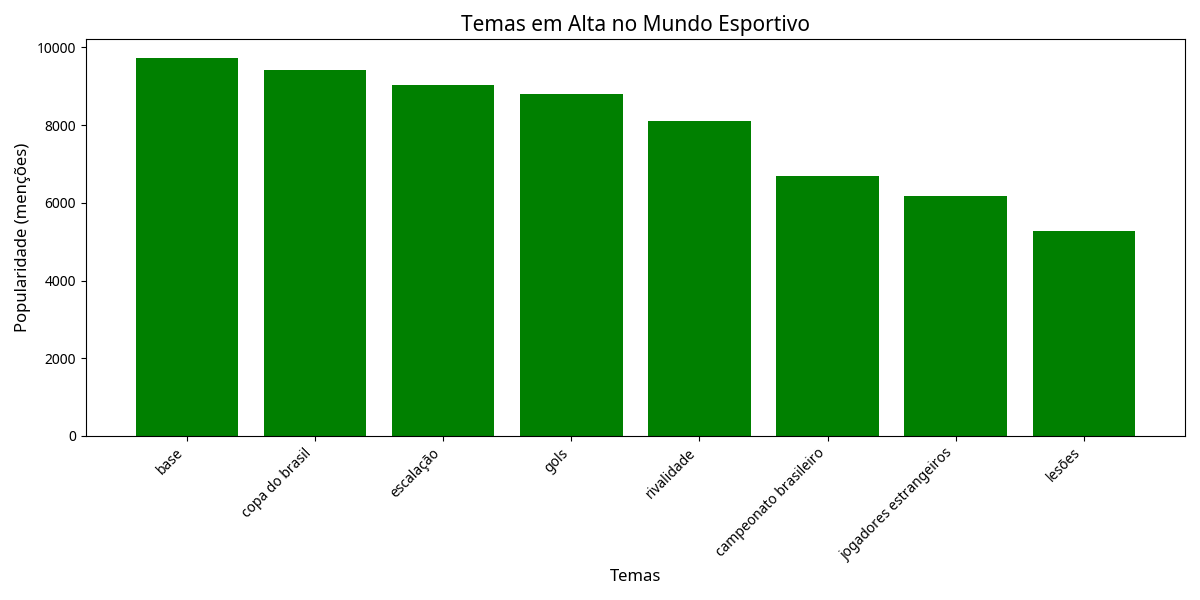 Temas em Alta no Mundo Esportivo
Popularidade (menções)
10000
8000
6000
4000
2000
0
base
copa do brasil
escalação
gols
rivalidade
campeonato brasileiro
jogadores estrangeiros
lesões
Temas